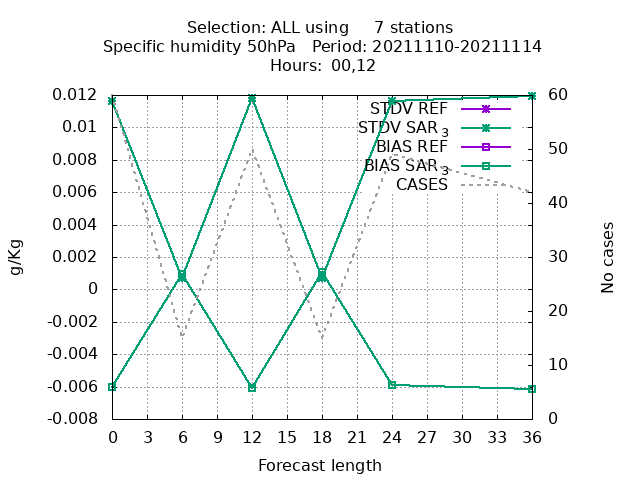 Selection: ALL using     7 stations
Specific humidity 50hPa   Period: 20211110-20211114
Hours: 00,12
0.012
0.01
0.008
0.006
0.004
0.002
0
-0.002
-0.004
-0.006
-0.008
60
50
40
30
20
10
0
STDV REF
STDV SAR 3
BIAS REF
BIAS SAR 3
CASES
g/Kg
No cases
0 3 6 9 12 15 18 21 24 27 30 33 36
Forecast length